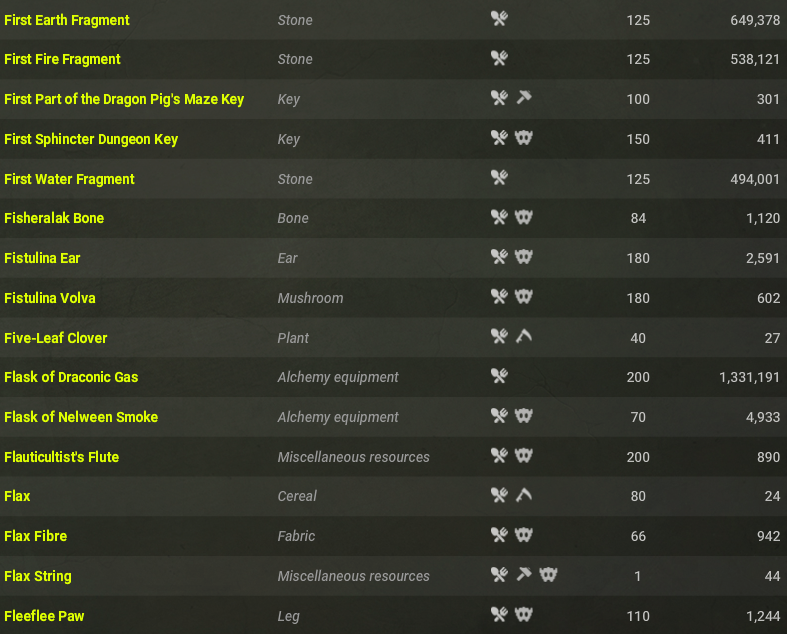 First Earth Fragment Stone 125 649,378
First Fire Fragment Stone 125 538,121
First Part of the Dragon Pig's Maze Key Key 100 301
First Sphincter Dungeon Key Key 150 411
First Water Fragment Stone 125 494,001
Fisheralak Bone Bone 84 1,120
Fistulina Ear Ear 180 2,591
Fistulina Volva Mushroom 180 602
Five-Leaf Clover Plant 40 27
Flask of Draconic Gas Alchemy equipment 200 1,331,191
Flask of Nelween Smoke Alchemy equipment 70 4,933
Flauticultist's Flute Miscellaneous resources 200 890
Flax Cereal 80 24
Flax Fibre Fabric 66 942
Flax String Miscellaneous resources 1 44
Fleeflee Paw Leg 110 1,244